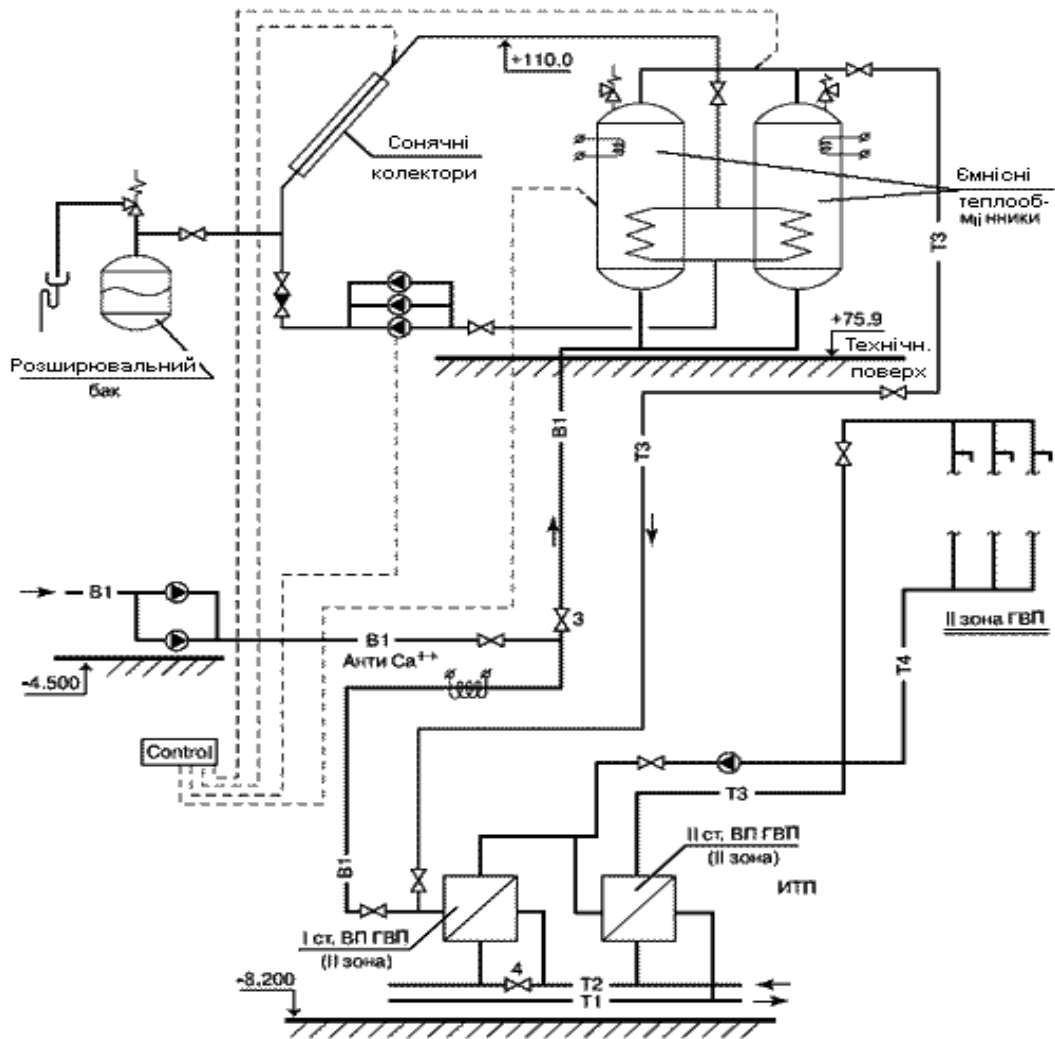 +110.0
Сонячні
колектори
Ємнісні
теплооб-
мінники
Т3
+75.9
Технічн.
поверх
Розширювальний
бак
В1
Т3
В1
3
В1
Анти Ca⁺⁺
II зона ГВП
-4.500
Т4
Control
Т3
II ст. ВП ГВП
(II зона)
ИТП
В1
I ст. ВП ГВП
(II зона)
4
Т2
Т1
-8.200